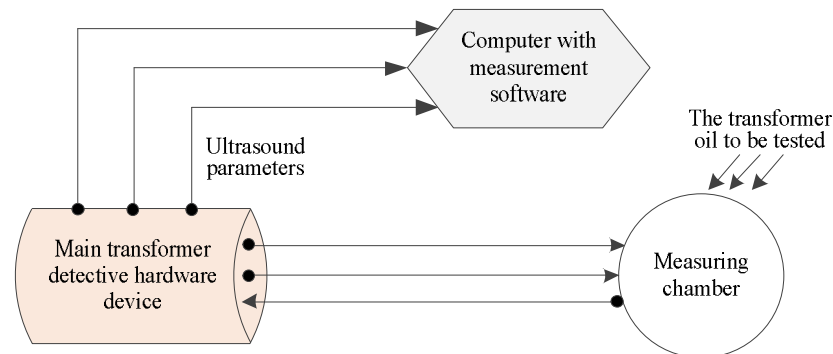 Computer with
measurement
software
The transformer
oil to be tested
Ultrasound
parameters
Main transformer
detective hardware
device
Measuring
chamber